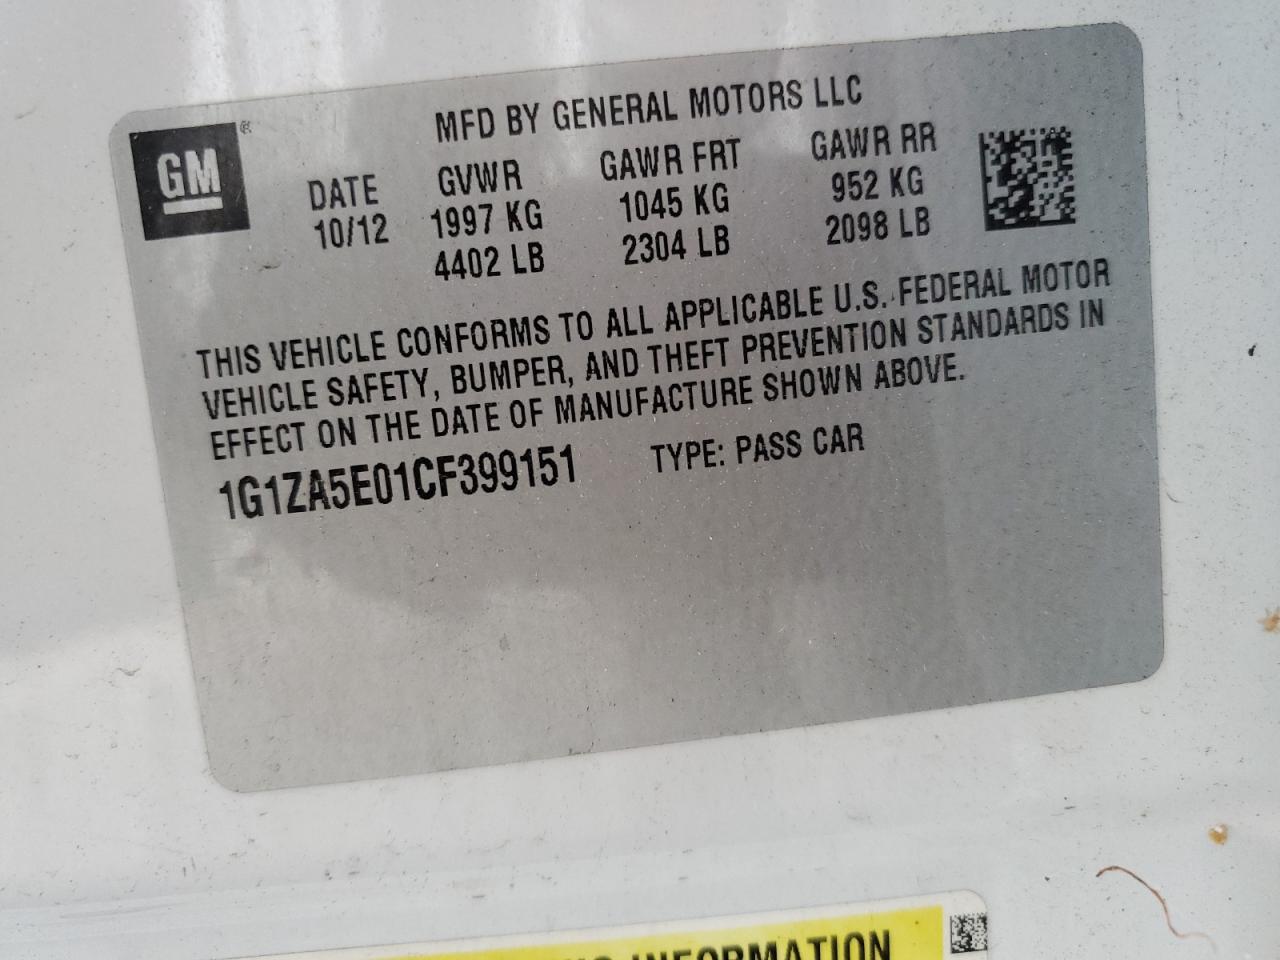 MFD BY GENERAL MOTORS LLC
GM®
DATE GVWR GAWR FRT GAWR RR
10/12 1997 KG 1045 KG 952 KG
4402 LB 2304 LB 2098 LB
THIS VEHICLE CONFORMS TO ALL APPLICABLE U.S. FEDERAL MOTOR
VEHICLE SAFETY, BUMPER, AND THEFT PREVENTION STANDARDS IN
EFFECT ON THE DATE OF MANUFACTURE SHOWN ABOVE.
1G1ZA5E01CF399151 TYPE: PASS CAR
INFORMATION